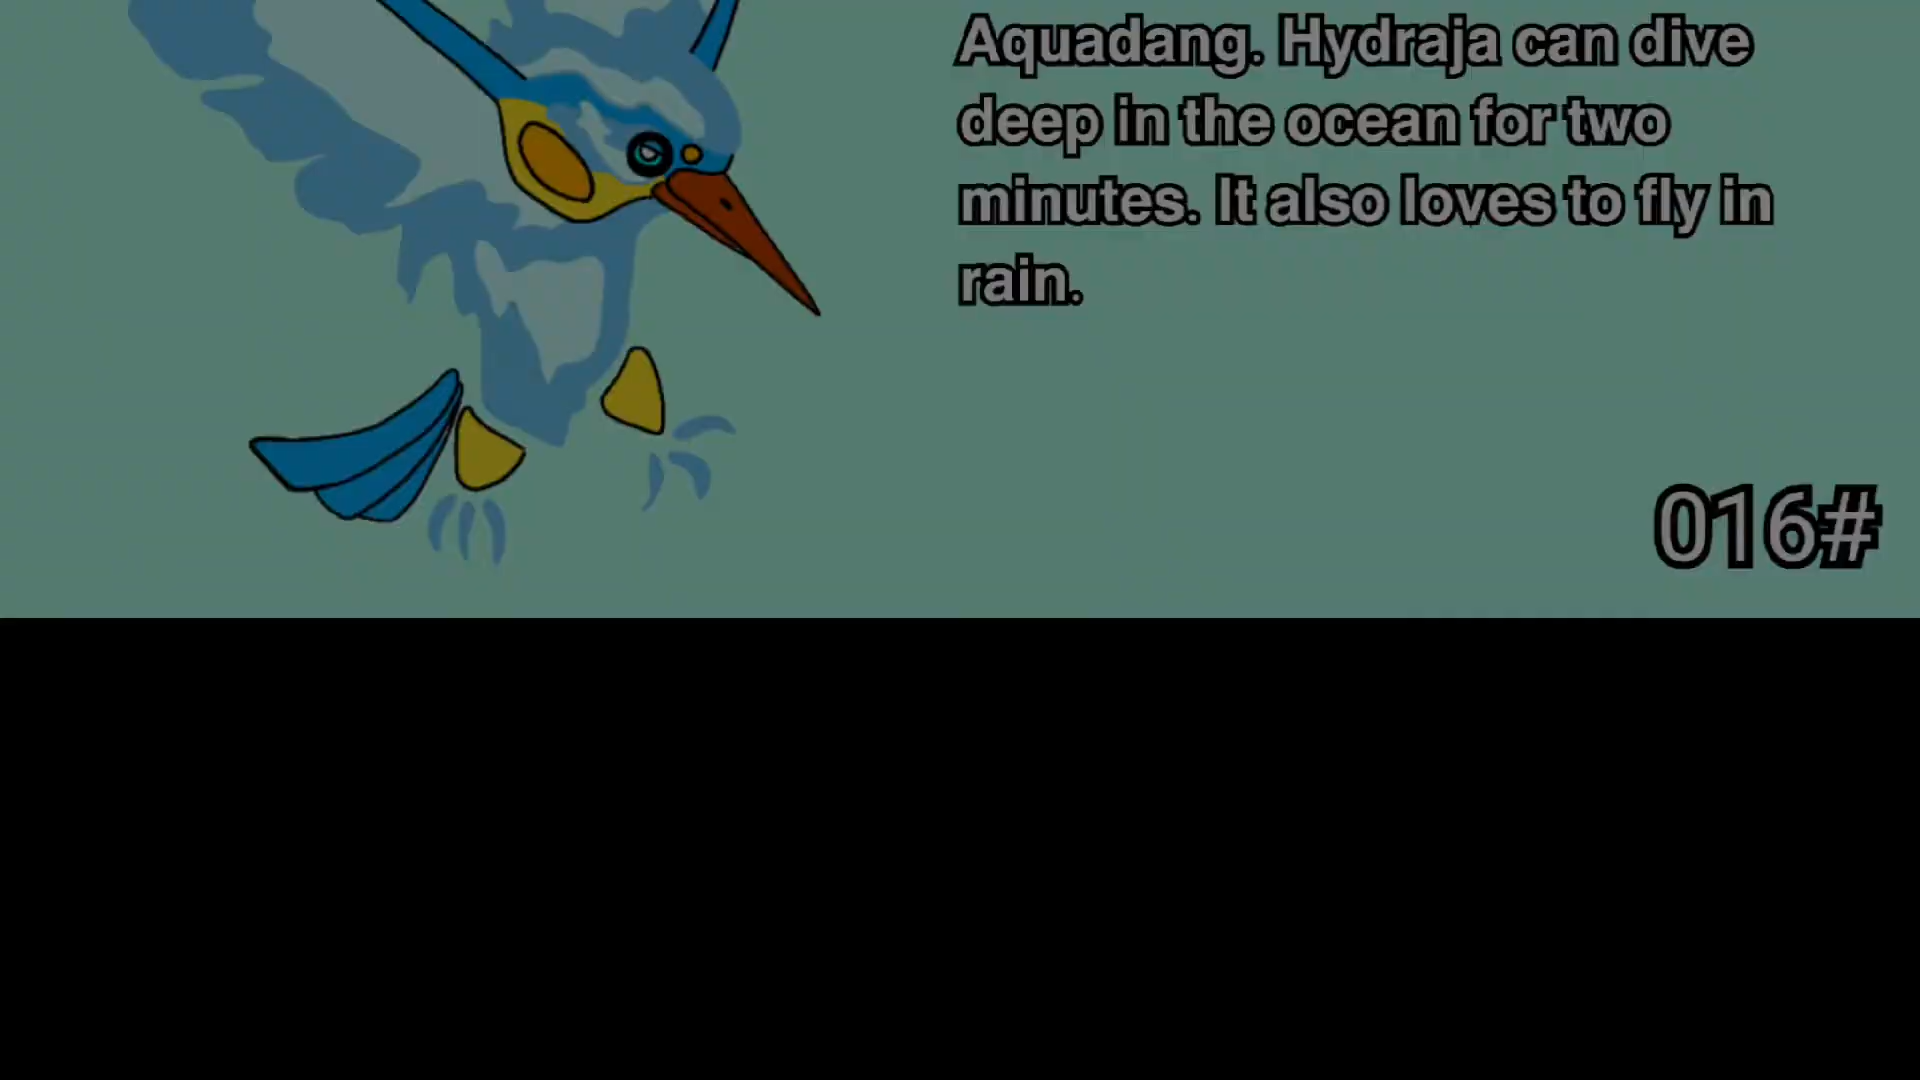 Aquadang. Hydraja can dive
deep in the ocean for two
minutes. It also loves to fly in
rain.
016#